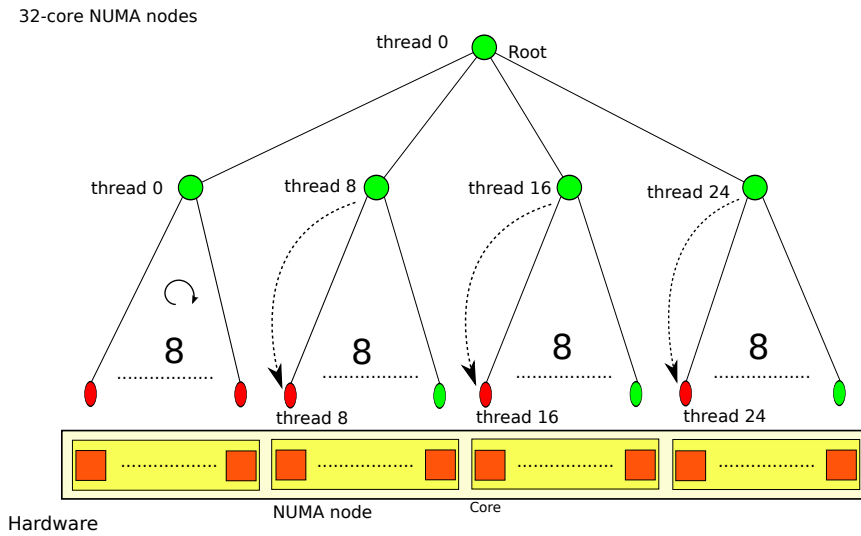 32-core NUMA nodes
thread 0
Root
thread 0
thread 8
thread 16
thread 24
8
8
8
8
thread 8
thread 16
thread 24
NUMA node
Core
Hardware